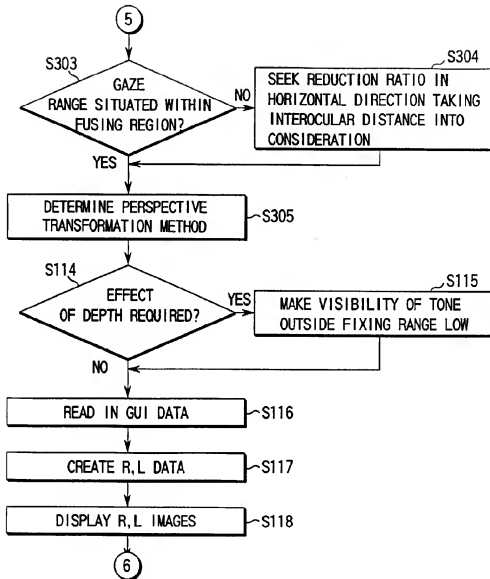 5
S303
GAZE
RANGE SITUATED WITHIN
FUSING REGION?
NO
S304
SEEK REDUCTION RATIO IN
HORIZONTAL DIRECTION TAKING
INTEROCULAR DISTANCE INTO
CONSIDERATION
YES
DETERMINE PERSPECTIVE
TRANSFORMATION METHOD
S305
S114
EFFECT
OF DEPTH REQUIRED?
YES
S115
MAKE VISIBILITY OF TONE
OUTSIDE FIXING RANGE LOW
NO
READ IN GUI DATA
S116
CREATE R,L DATA
S117
DISPLAY R,L IMAGES
S118
6